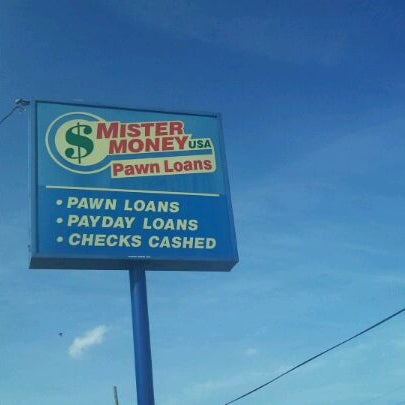 $ MISTER
MONEY USA
Pawn Loans
• PAWN LOANS
• PAYDAY LOANS
• CHECKS CASHED